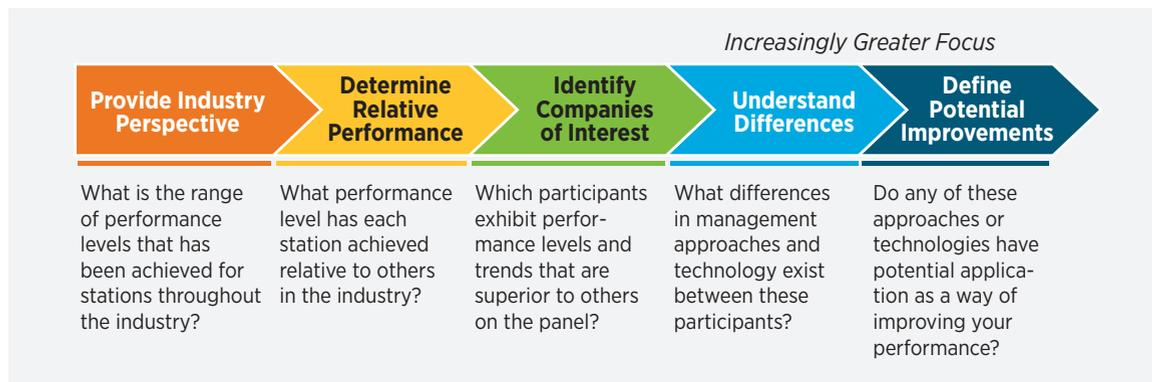 Increasingly Greater Focus
Provide Industry
Perspective
Determine
Relative
Performance
Identify
Companies
of Interest
Understand
Differences
Define
Potential
Improvements
What is the range
of performance
levels that has
been achieved for
stations throughout
the industry?
What performance
level has each
station achieved
relative to others
in the industry?
Which participants
exhibit perfor-
mance levels and
trends that are
superior to others
on the panel?
What differences
in management
approaches and
technology exist
between these
participants?
Do any of these
approaches or
technologies have
potential applica-
tion as a way of
improving your
performance?